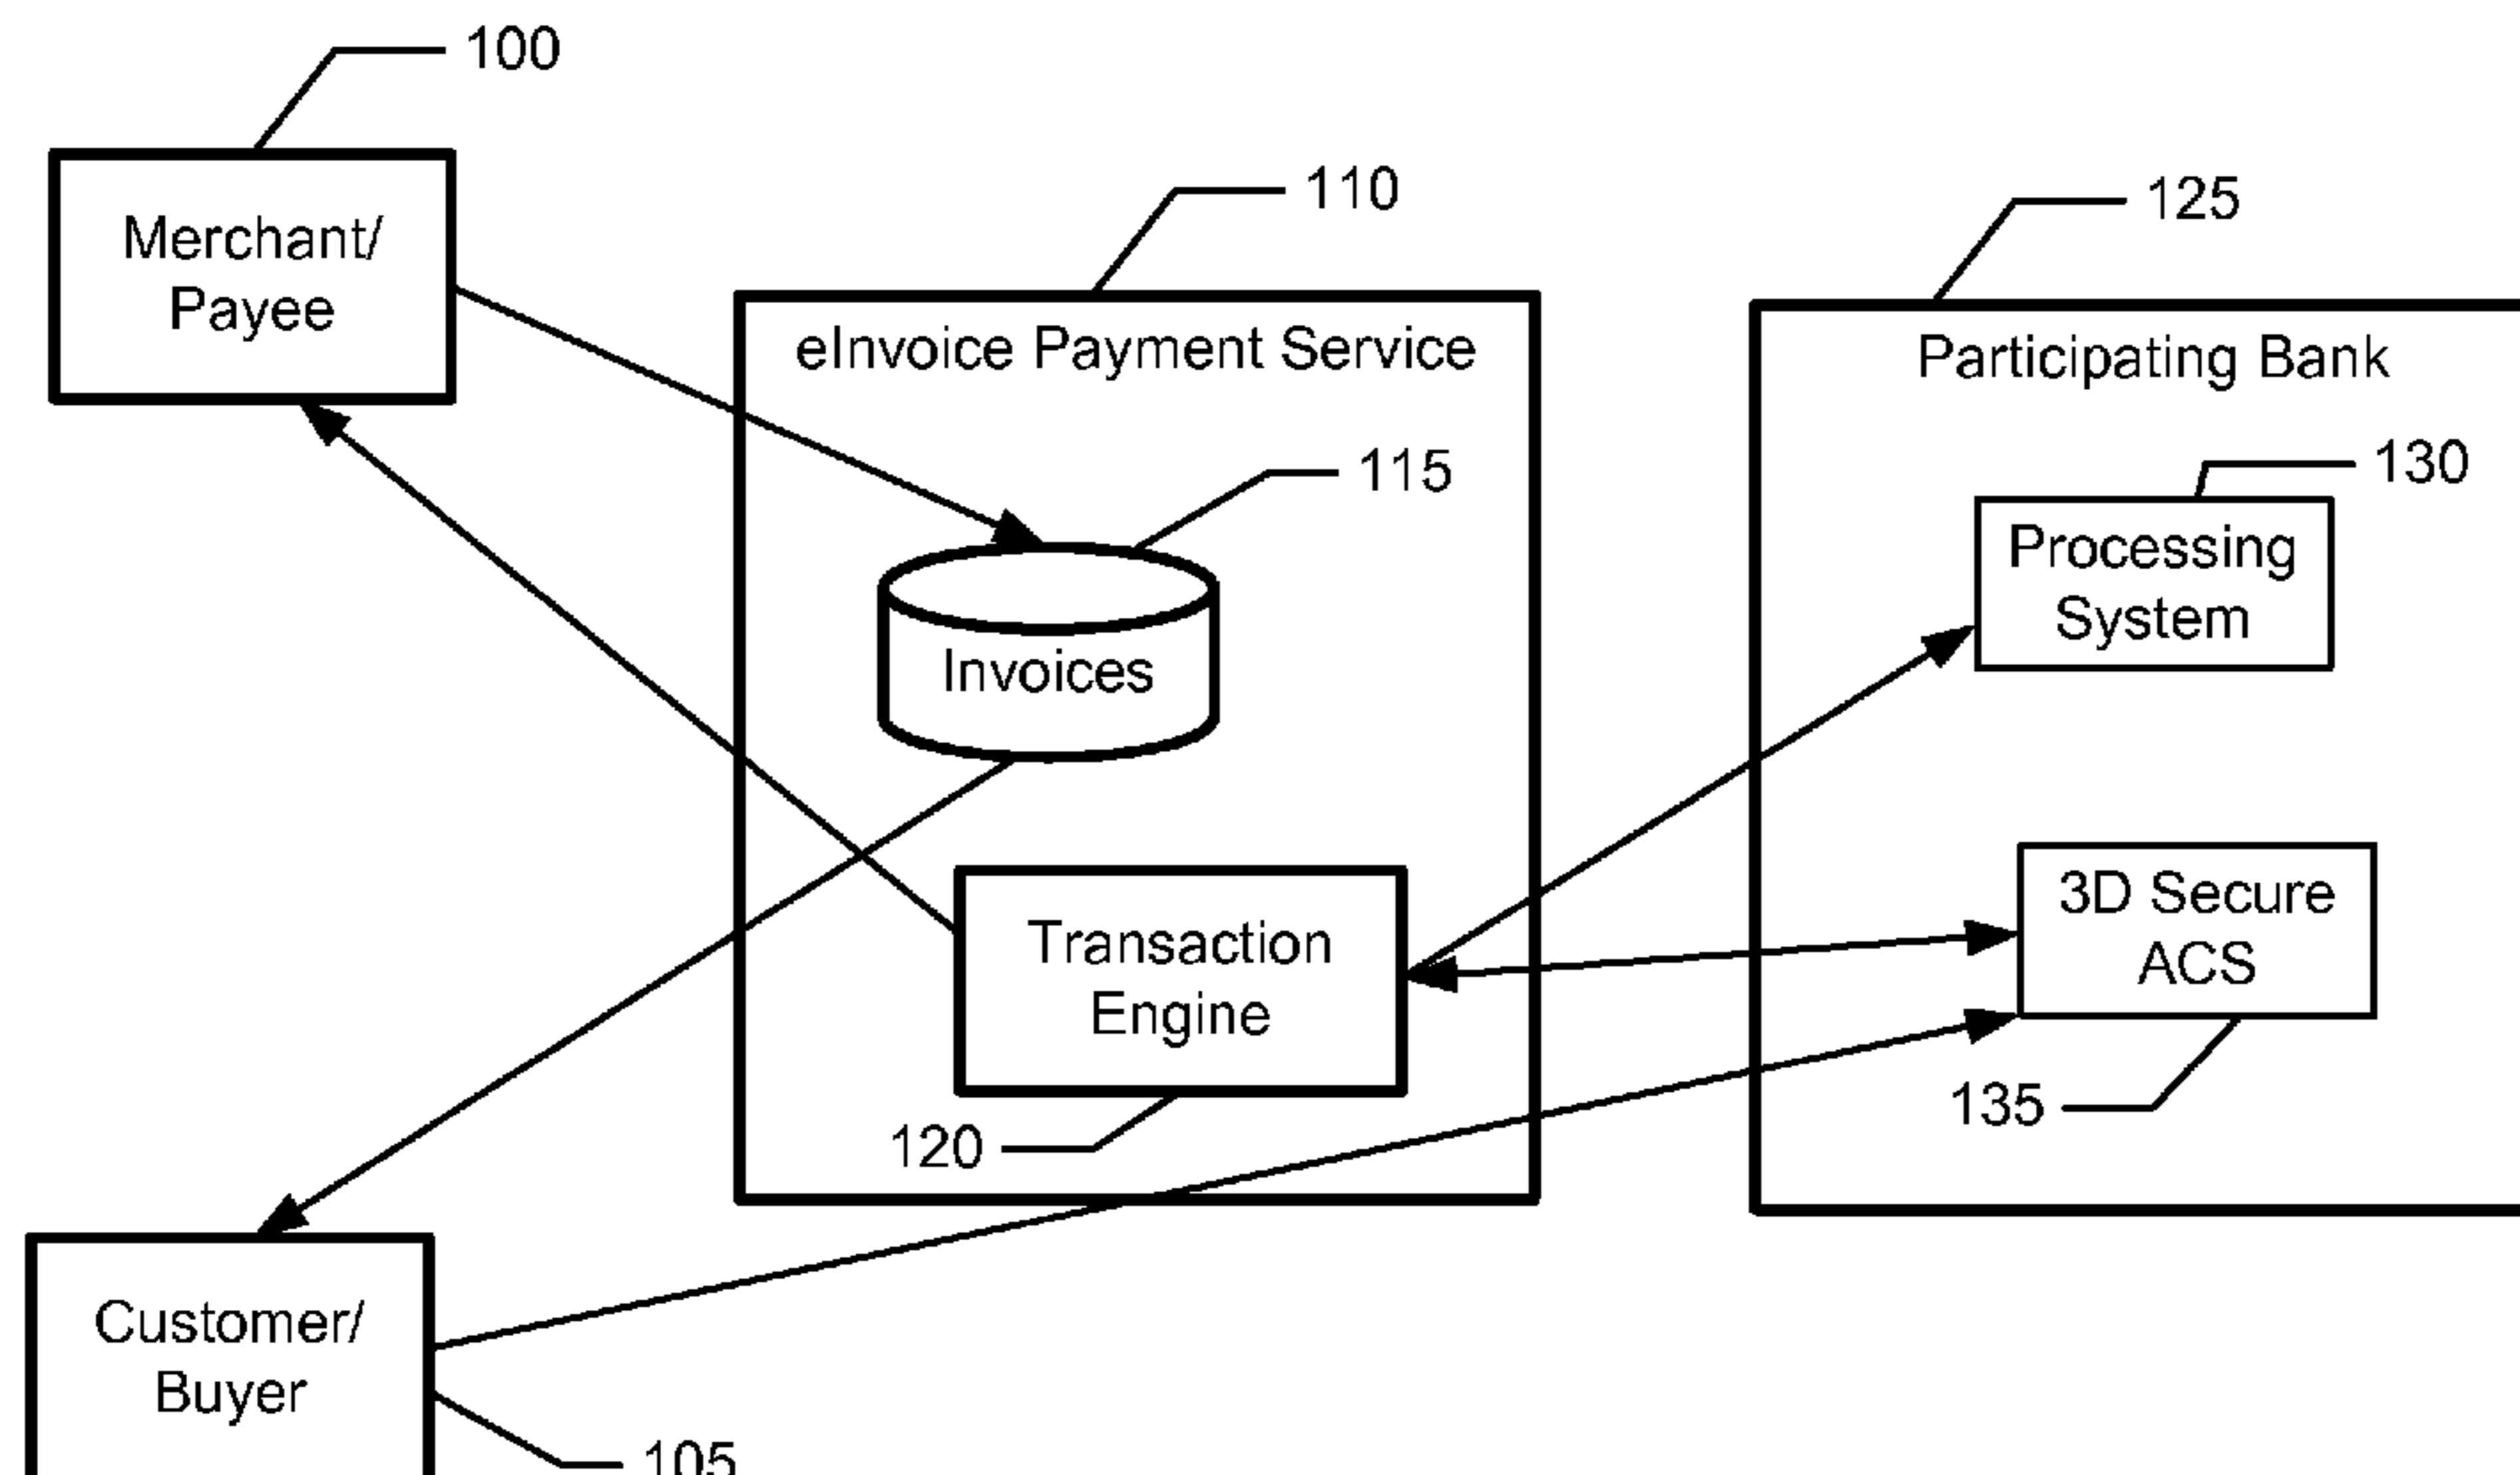 100
Merchant/
Payee
110
eInvoice Payment Service
115
Invoices
Transaction
Engine
120
125
Participating Bank
130
Processing
System
3D Secure
ACS
135
Customer/
Buyer
105